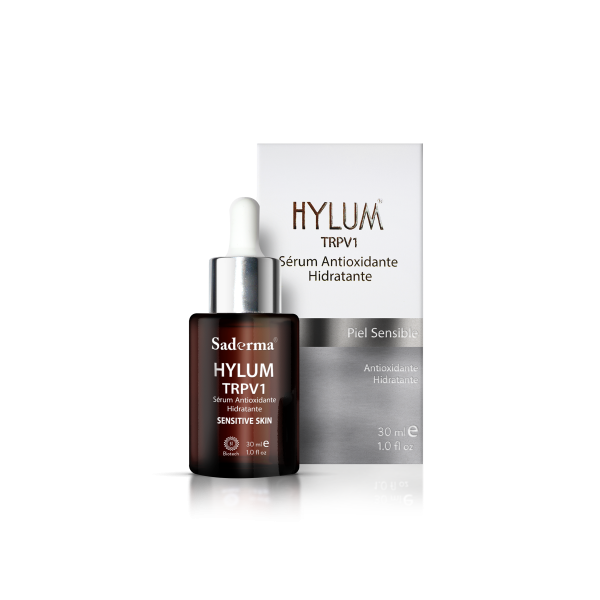 HYLUM
TRPV1
Sérum Antioxidante
Hidratante
Piel Sensible
Antioxidante
Hidratante
30 ml e
1.0 fl oz
Saderma®
HYLUM
TRPV1
Sérum Antioxidante
Hidratante
SENSITIVE SKIN
Biotech
30 ml e
1.0 fl oz